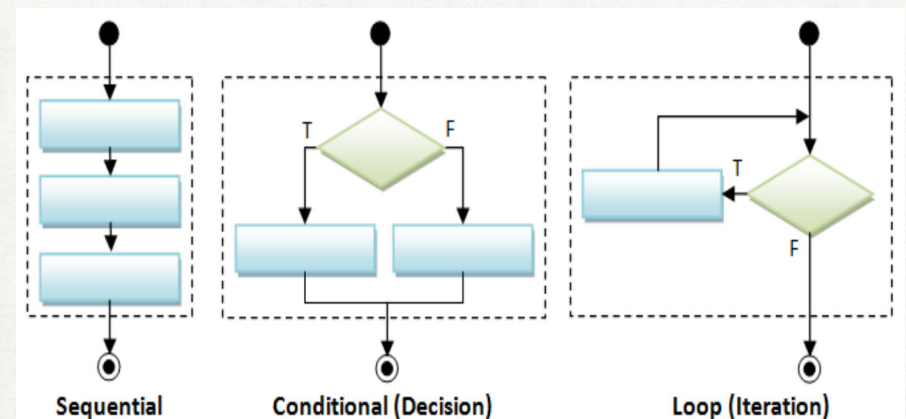 T
F
T
F
Sequential
Conditional (Decision)
Loop (Iteration)